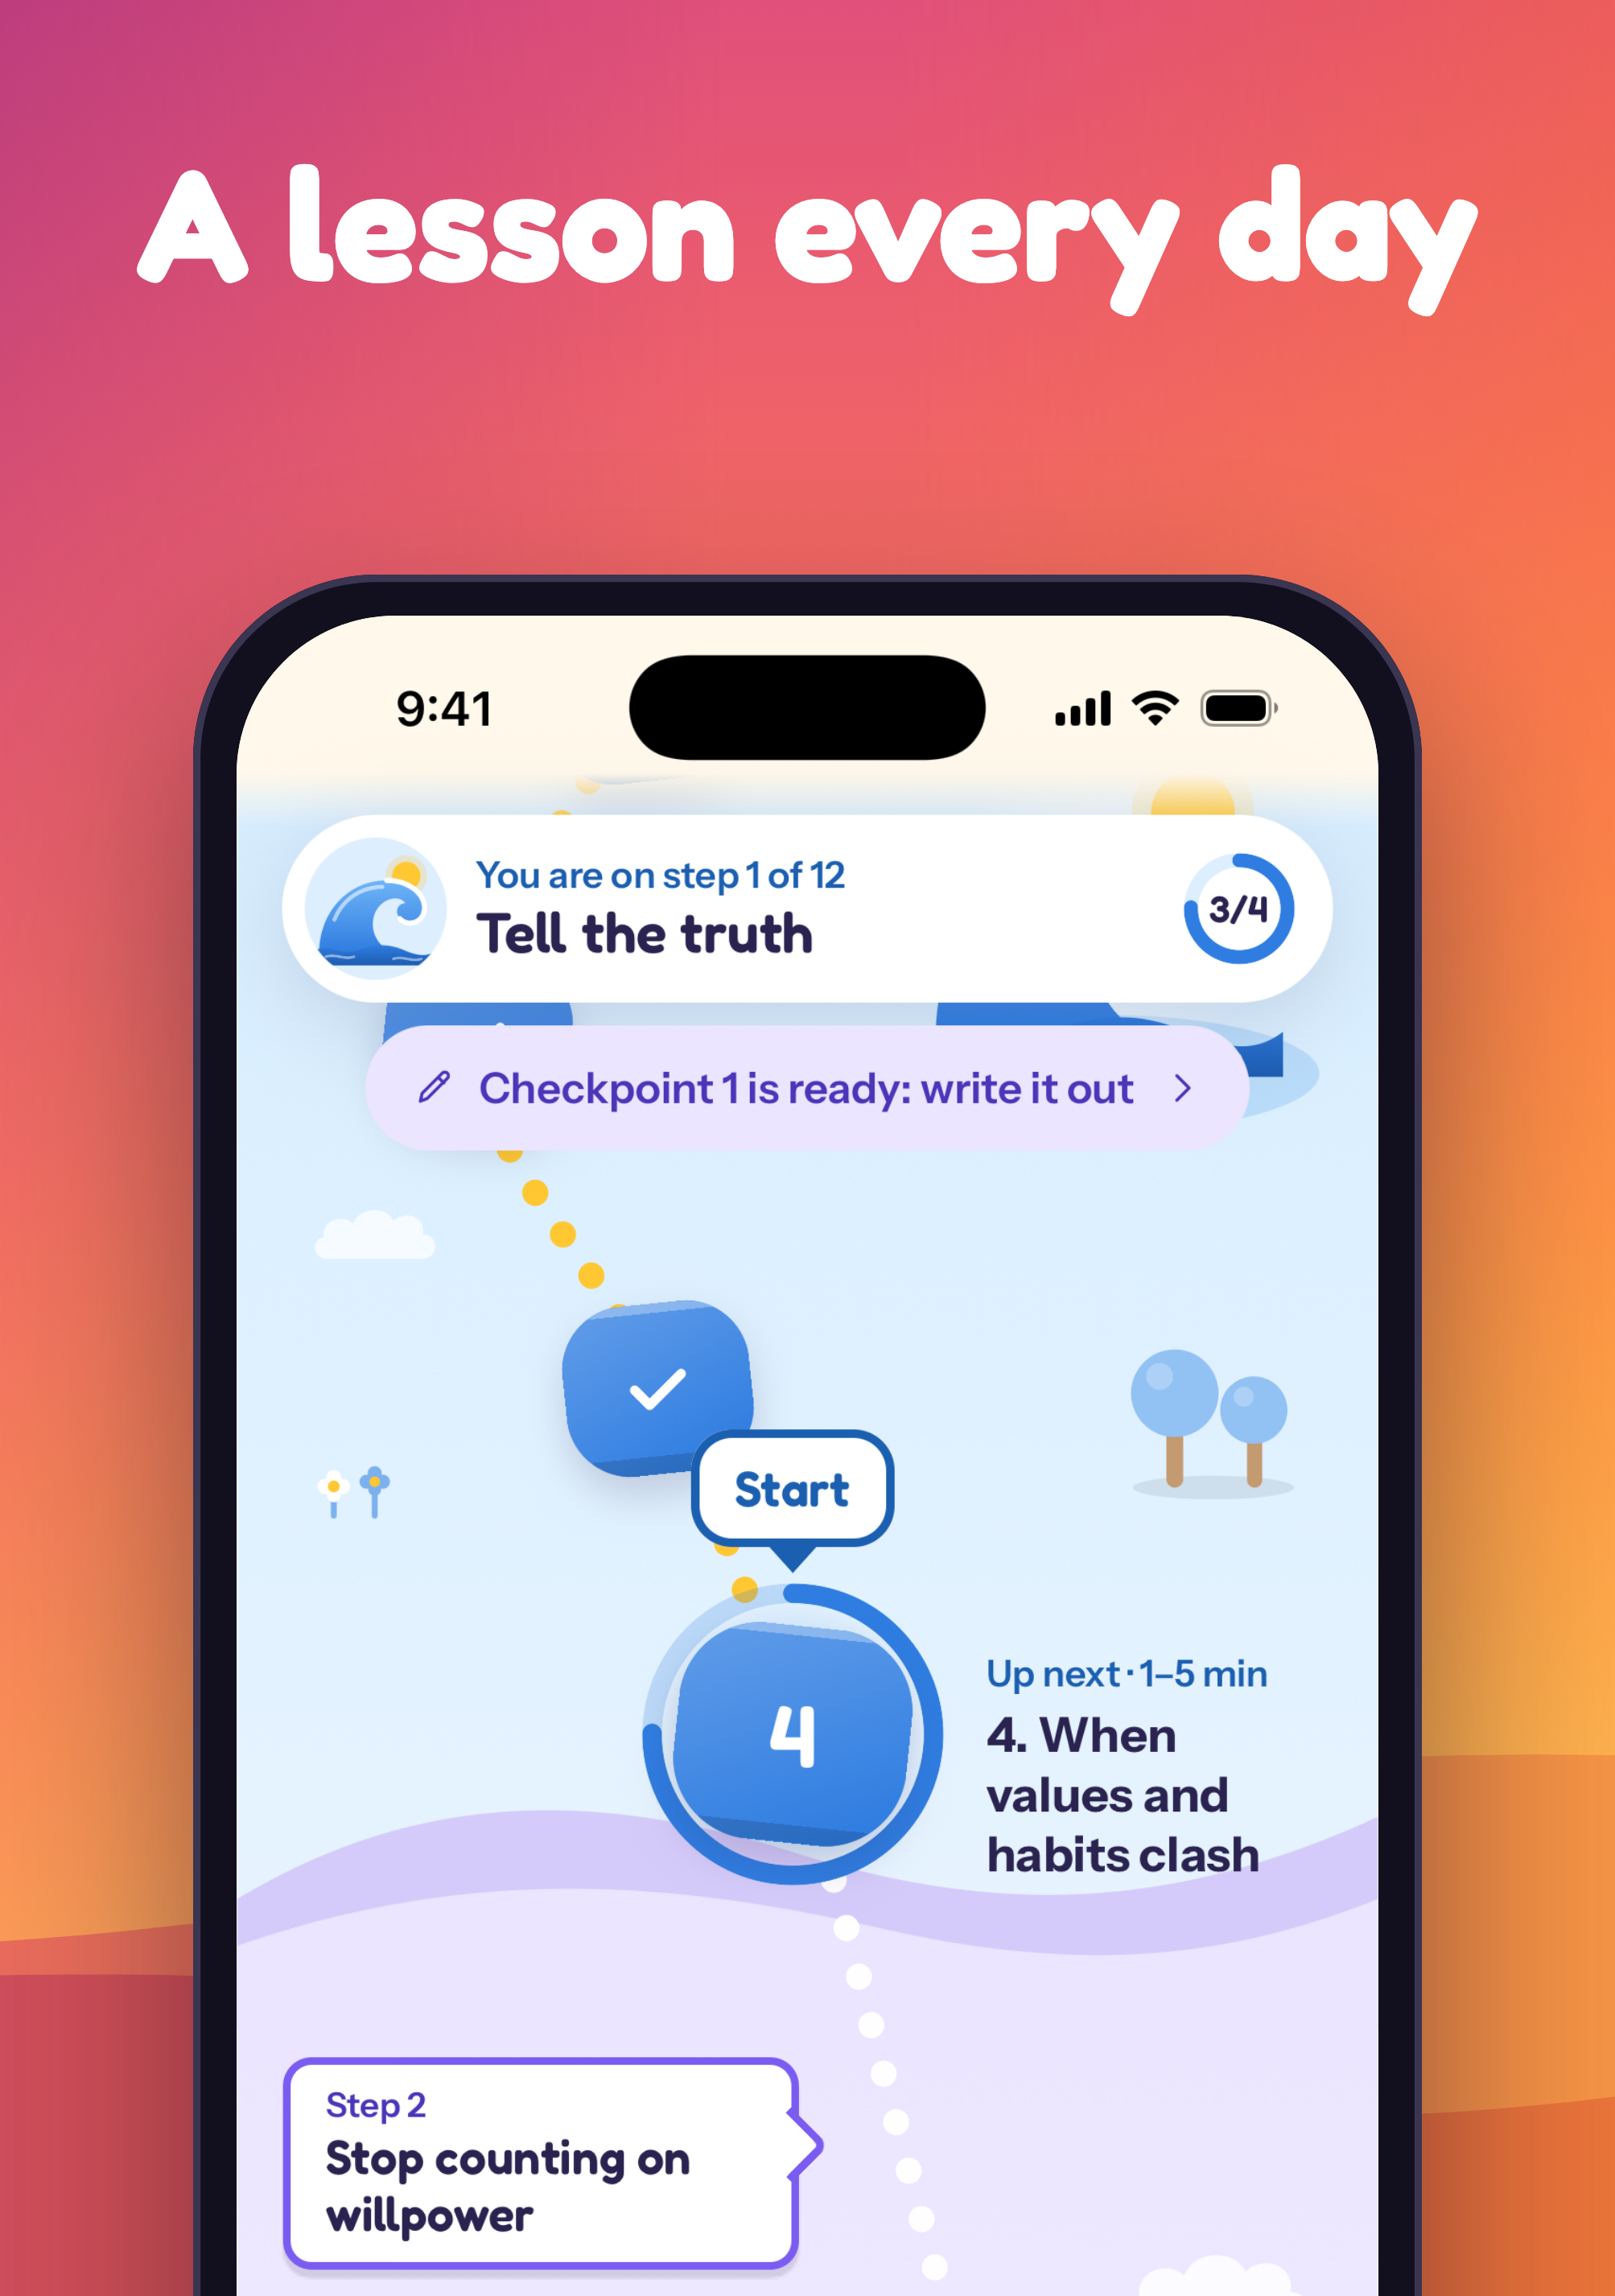 A lesson every day
9:41
You are on step 1 of 12
Tell the truth
3/4
Checkpoint 1 is ready: write it out
Start
4
Up next · 1–5 min
4. When
values and
habits clash
Step 2
Stop counting on
willpower